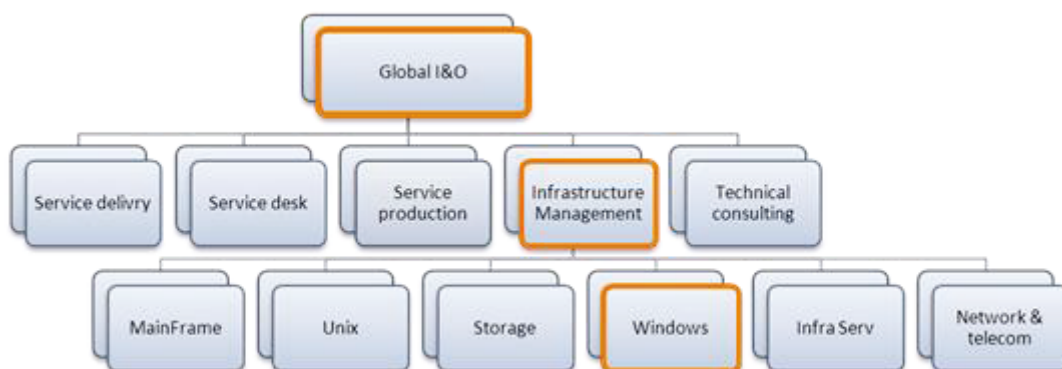 Global I&O
Service delivry
Service desk
Service
production
Infrastructure
Management
Technical
consulting
MainFrame
Unix
Storage
Windows
Infra Serv
Network &
telecom